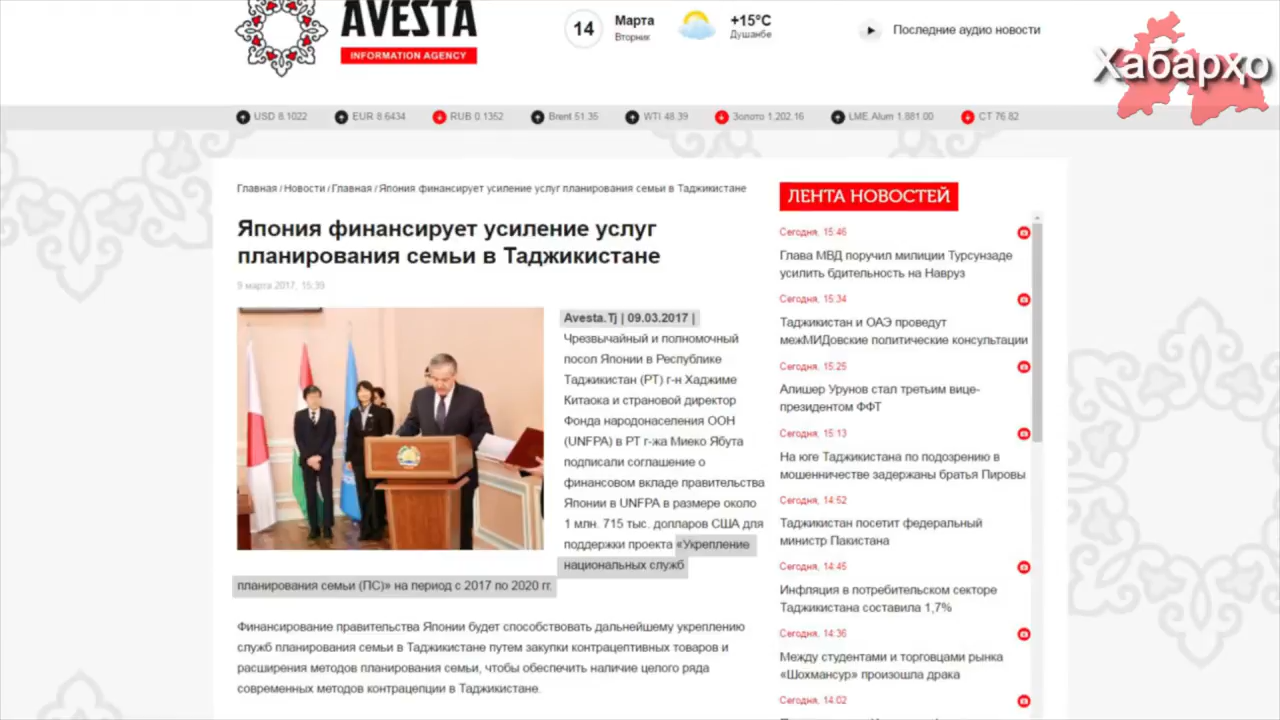 AVESTA
INFORMATION AGENCY
14
Марта
Вторник
+15°C
Душанбе
Последние аудио новости
Хабарҳо
USD 8.1022
EUR 8.6434
RUB 0.1352
Brent 51.35
WTI 48.39
Золото 1,202.16
LME.Alum 1,881.00
CT 76.82
Главная / Новости / Главная / Япония финансирует усиление услуг планирования семьи в Таджикистане
Япония финансирует усиление услуг
планирования семьи в Таджикистане
9 марта 2017, 15:39
Avesta.Tj | 09.03.2017 |
Чрезвычайный и полномочный
посол Японии в Республике
Таджикистан (РТ) г-н Хаджиме
Китаока и страновой директор
Фонда народонаселения ООН
(UNFPA) в РТ г-жа Миеко Ябута
подписали соглашение о
финансовом вкладе правительства
Японии в UNFPA в размере около
1 млн. 715 тыс. долларов США для
поддержки проекта «Укрепление
национальных служб
планирования семьи (ПС)» на период с 2017 по 2020 гг.
Финансирование правительства Японии будет способствовать дальнейшему укреплению
служб планирования семьи в Таджикистане путем закупки контрацептивных товаров и
расширения методов планирования семьи, чтобы обеспечить наличие целого ряда
современных методов контрацепции в Таджикистане.
ЛЕНТА НОВОСТЕЙ
Сегодня, 15:46
Глава МВД поручил милиции Турсунзаде
усилить бдительность на Навруз
Сегодня, 15:34
Таджикистан и ОАЭ проведут
межМИДовские политические консультации
Сегодня, 15:25
Алишер Урунов стал третьим вице-
президентом ФФТ
Сегодня, 15:13
На юге Таджикистана по подозрению в
мошенничестве задержаны братья Пировы
Сегодня, 14:52
Таджикистан посетит федеральный
министр Пакистана
Сегодня, 14:45
Инфляция в потребительском секторе
Таджикистана составила 1,7%
Сегодня, 14:36
Между студентами и торговцами рынка
«Шохмансур» произошла драка
Сегодня, 14:02